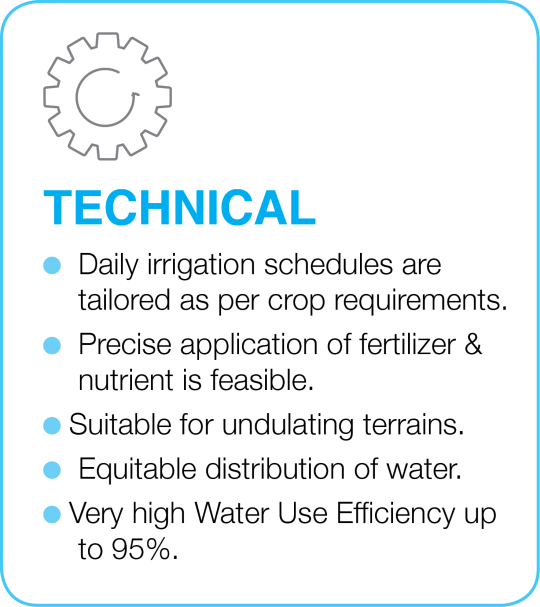 TECHNICAL
● Daily irrigation schedules are
tailored as per crop requirements.
● Precise application of fertilizer &
nutrient is feasible.
● Suitable for undulating terrains.
● Equitable distribution of water.
● Very high Water Use Efficiency up
to 95%.